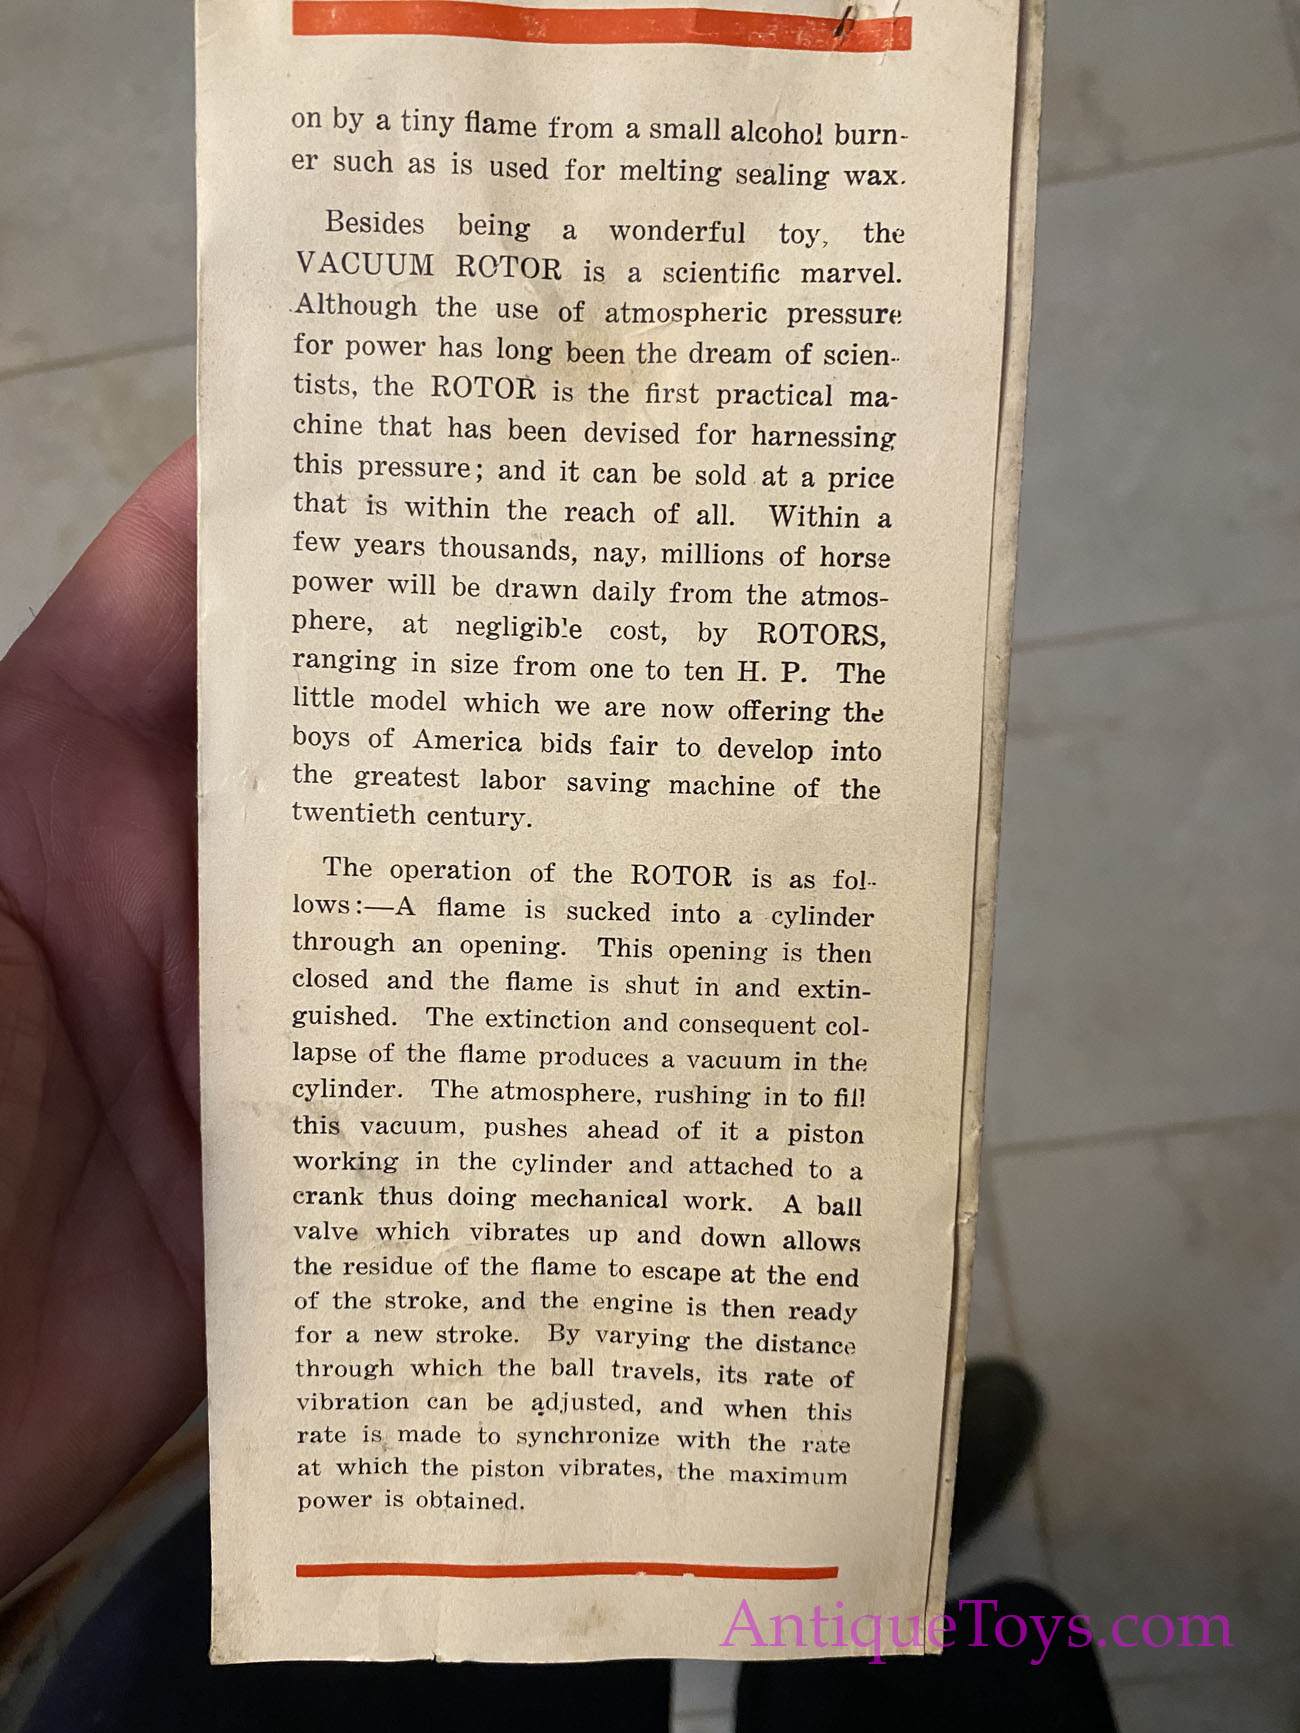 on by a tiny flame from a small alcohol burn-
er such as is used for melting sealing wax.
Besides being a wonderful toy, the
VACUUM ROTOR is a scientific marvel.
Although the use of atmospheric pressure
for power has long been the dream of scien-
tists, the ROTOR is the first practical ma-
chine that has been devised for harnessing
this pressure; and it can be sold at a price
that is within the reach of all. Within a
few years thousands, nay, millions of horse
power will be drawn daily from the atmos-
phere, at negligible cost, by ROTORS,
ranging in size from one to ten H. P. The
little model which we are now offering the
boys of America bids fair to develop into
the greatest labor saving machine of the
twentieth century.
The operation of the ROTOR is as fol-
lows:—A flame is sucked into a cylinder
through an opening. This opening is then
closed and the flame is shut in and extin-
guished. The extinction and consequent col-
lapse of the flame produces a vacuum in the
cylinder. The atmosphere, rushing in to fill
this vacuum, pushes ahead of it a piston
working in the cylinder and attached to a
crank thus doing mechanical work. A ball
valve which vibrates up and down allows
the residue of the flame to escape at the end
of the stroke, and the engine is then ready
for a new stroke. By varying the distance
through which the ball travels, its rate of
vibration can be adjusted, and when this
rate is made to synchronize with the rate
at which the piston vibrates, the maximum
power is obtained.
AntiqueToys.com